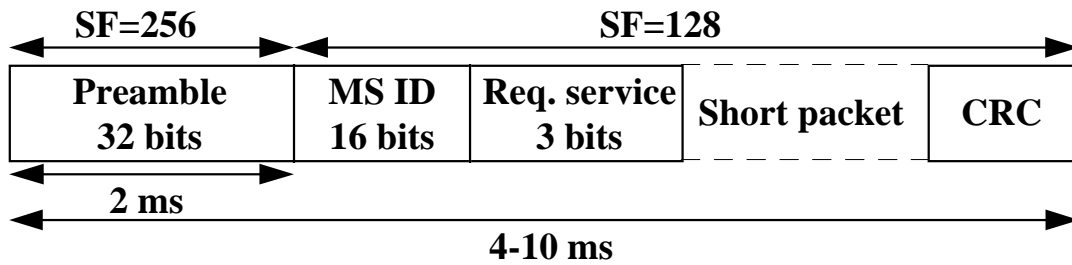 SF=256
SF=128
Preamble
32 bits
MS ID
16 bits
Req. service
3 bits
Short packet
CRC
2 ms
4-10 ms